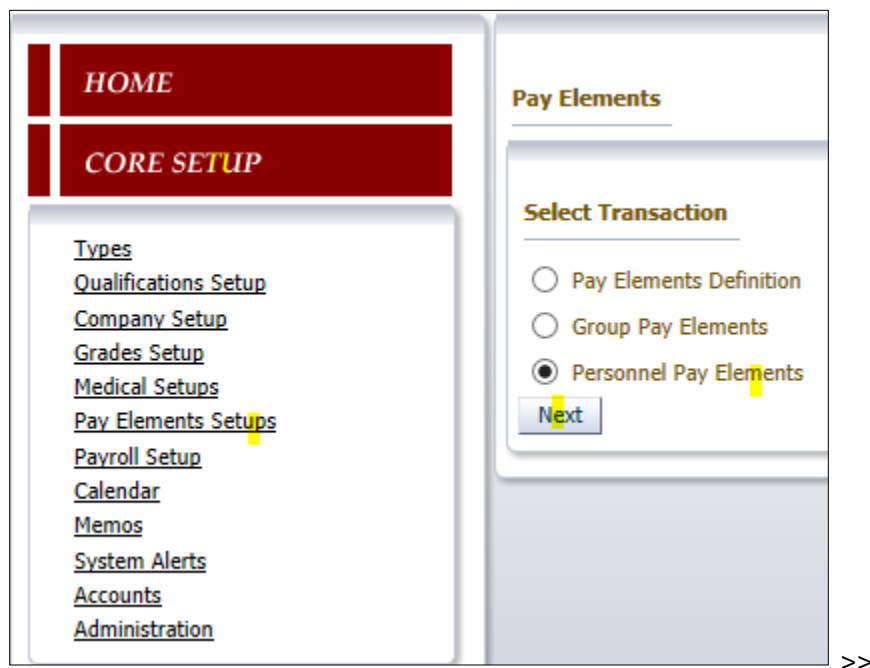 HOME
CORE SETUP
Types
Qualifications Setup
Company Setup
Grades Setup
Medical Setups
Pay Elements Setups
Payroll Setup
Calendar
Memos
System Alerts
Accounts
Administration
Pay Elements
Select Transaction
Pay Elements Definition
Group Pay Elements
Personnel Pay Elements
Next
>>